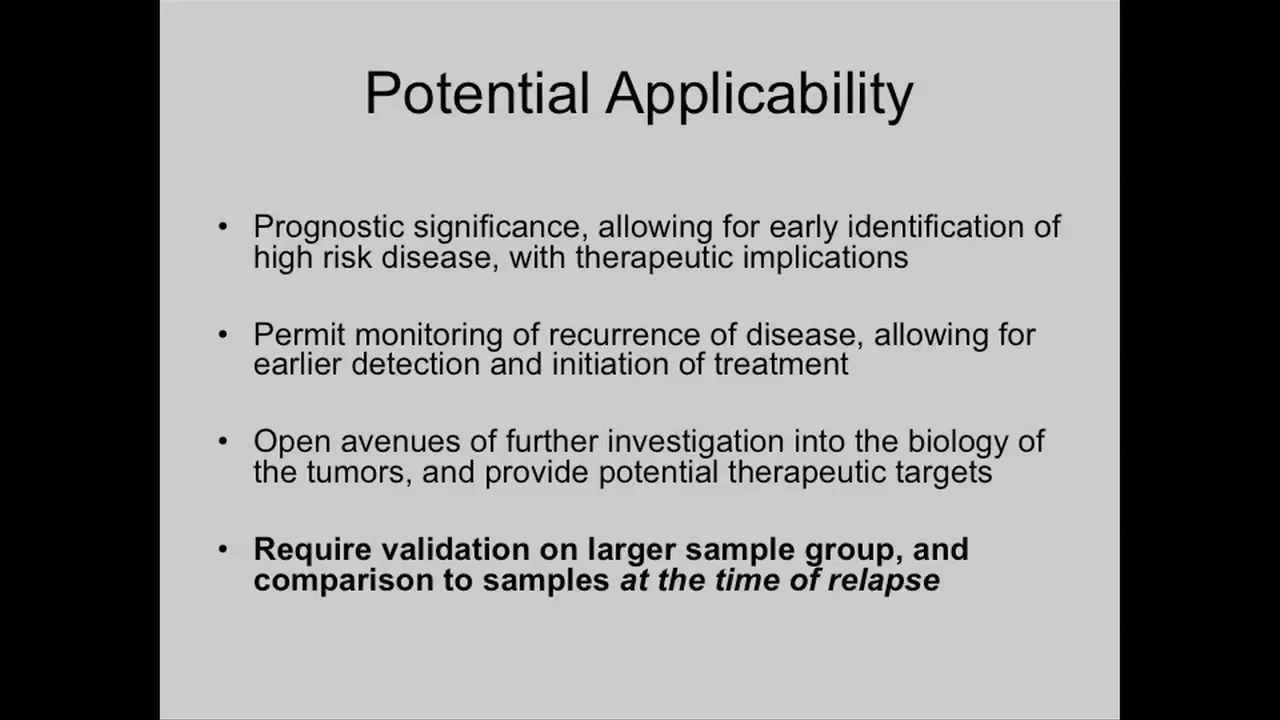 Potential Applicability
• Prognostic significance, allowing for early identification of
high risk disease, with therapeutic implications
• Permit monitoring of recurrence of disease, allowing for
earlier detection and initiation of treatment
• Open avenues of further investigation into the biology of
the tumors, and provide potential therapeutic targets
• Require validation on larger sample group, and
comparison to samples at the time of relapse